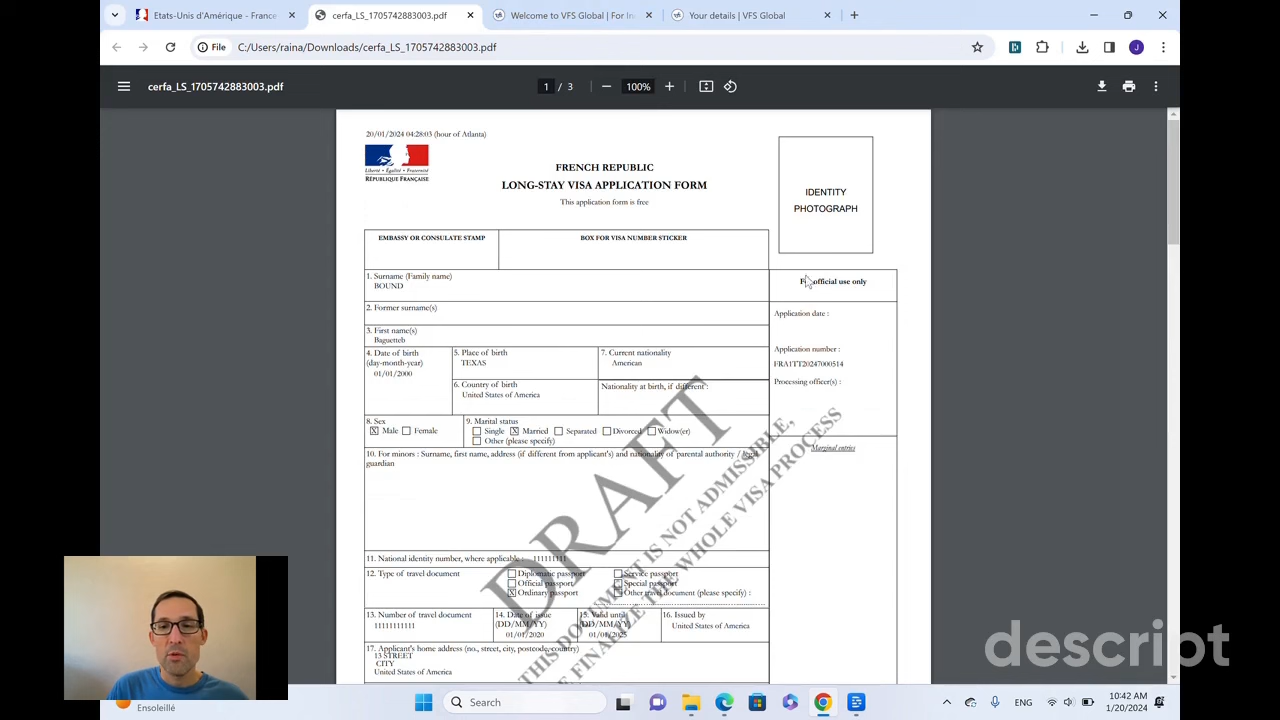 Etats-Unis d'Amérique - France
cerfa_LS_1705742883003.pdf
Welcome to VFS Global | For In
Your details | VFS Global
File
C:/Users/raina/Downloads/cerfa_LS_1705742883003.pdf
J
cerfa_LS_1705742883003.pdf
1 / 3
100%
20/01/2024 04:28:03 (hour of Atlanta)
Liberté • Égalité • Fraternité
RÉPUBLIQUE FRANÇAISE
FRENCH REPUBLIC
LONG-STAY VISA APPLICATION FORM
This application form is free
IDENTITY
PHOTOGRAPH
EMBASSY OR CONSULATE STAMP
BOX FOR VISA NUMBER STICKER
1. Surname (Family name)
BOUND
For official use only
2. Former surname(s)
Application date :
3. First name(s)
Baguetteb
4. Date of birth
(day-month-year)
01/01/2000
5. Place of birth
TEXAS
7. Current nationality
American
Application number :
FRA1TT20247000514
Processing officer(s) :
6. Country of birth
United States of America
Nationality at birth, if different :
8. Sex
X Male Female
9. Marital status
Single X Married Separated Divorced Widow(er)
Other (please specify)
Marginal entries
10. For minors : Surname, first name, address (if different from applicant's) and nationality of parental authority / legal
guardian
11. National identity number, where applicable : 111111111
12. Type of travel document
Diplomatic passport
Service passport
Official passport
Special passport
X Ordinary passport
Other travel document (please specify) :
13. Number of travel document
11111111111
14. Date of issue
(DD/MM/YY)
01/01/2020
15. Valid until
(DD/MM/YY)
01/01/2025
16. Issued by
United States of America
17. Applicant's home address (no., street, city, postcode, country)
13 STREET
CITY
United States of America
DRAFT
THIS DOCUMENT IS NOT ADMISSIBLE,
FINALIZE THE WHOLE VISA PROCESS
descript
Ensoleillé
Search
ENG
10:42 AM
1/20/2024